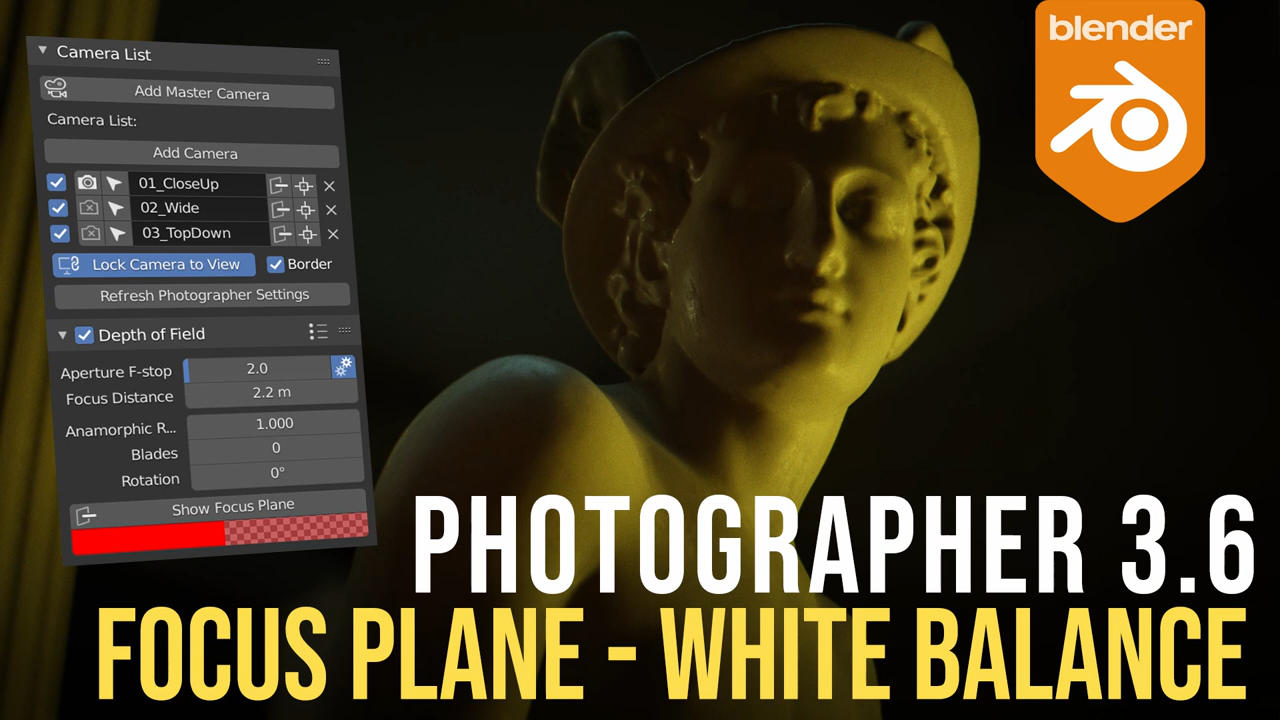 Camera List
Add Master Camera
Camera List:
Add Camera
01_CloseUp
02_Wide
03_TopDown
Lock Camera to View Border
Refresh Photographer Settings
Depth of Field
Aperture F-stop 2.0
Focus Distance 2.2 m
Anamorphic R... 1.000
Blades 0
Rotation 0°
Show Focus Plane
blender
PHOTOGRAPHER 3.6
FOCUS PLANE - WHITE BALANCE